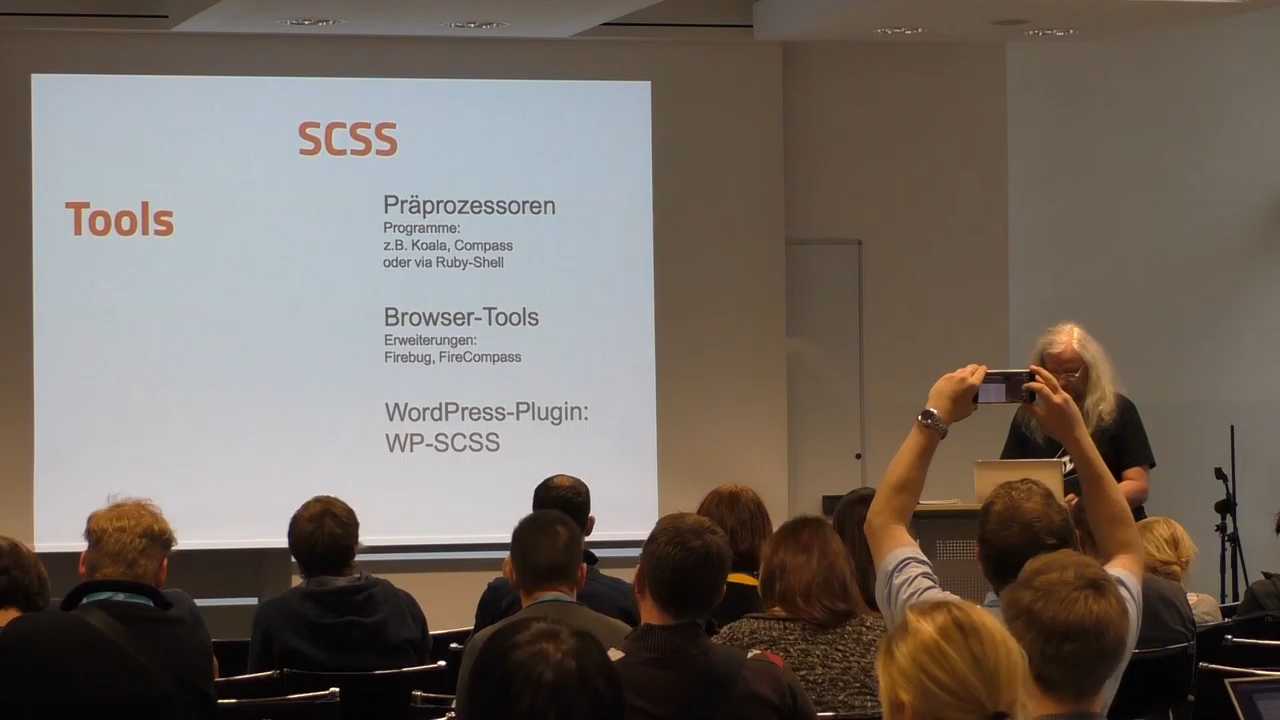 SCSS
Tools
Präprozessoren
Programme:
z.B. Koala, Compass
oder via Ruby-Shell
Browser-Tools
Erweiterungen:
Firebug, FireCompass
WordPress-Plugin:
WP-SCSS